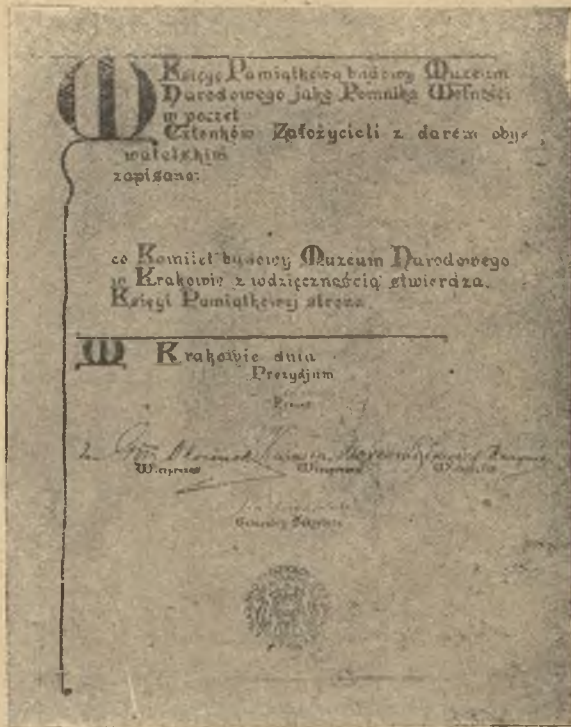 W Księgę Pamiątkową budowy Muzeum
Narodowego jako Pomnika Wolności
w poczet
Członków Założycieli z darem oby-
watelskim
zapisano:
co Komitet budowy Muzeum Narodowego
w Krakowie z wdzięcznością stwierdza.
Księgi Pamiątkowej strona
W Krakowie dnia
Prezydjum
Prezes
Wiceprezes Wiceprezes
Generalny Sekretarz